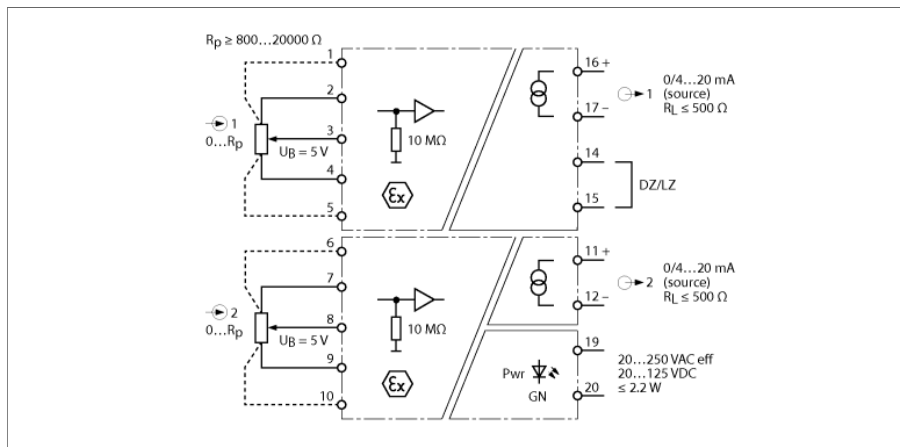 Rp ≥ 800...20000 Ω
1
2
3
4
5
1
0...Rp
UB = 5 V
10 MΩ
εx
16 +
17 –
0/4...20 mA
(source)
RL ≤ 500 Ω
1
14
15
DZ/LZ
6
7
8
9
10
2
0...Rp
UB = 5 V
10 MΩ
εx
11 +
12 –
0/4...20 mA
(source)
RL ≤ 500 Ω
2
19
20
Pwr
GN
20...250 VAC eff
20...125 VDC
≤ 2.2 W